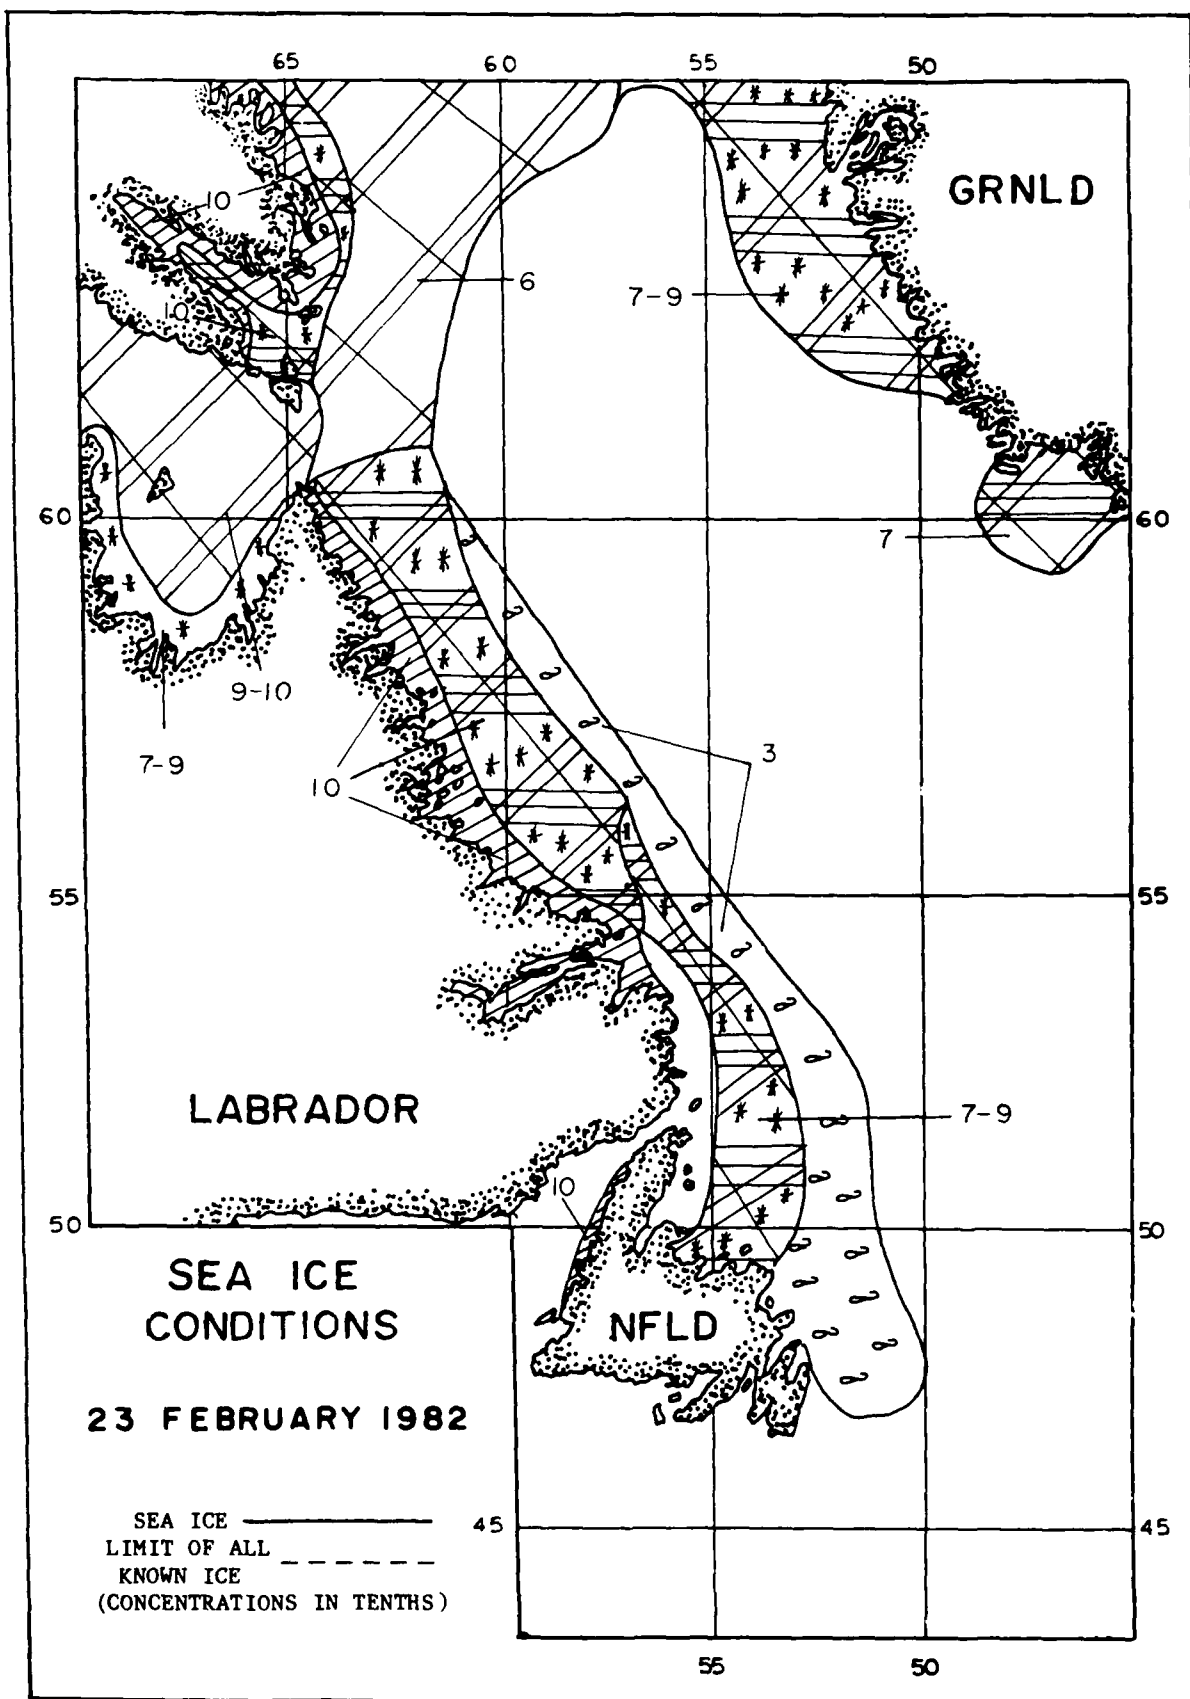 65 60 55 50
GRNLD
10
6
7-9
10
60 60
7
9-10
7-9
3
10
55 55
LABRADOR
7-9
10
50 50
SEA ICE
CONDITIONS
NFLD
23 FEBRUARY 1982
SEA ICE
45 45
LIMIT OF ALL
KNOWN ICE
(CONCENTRATIONS IN TENTHS)
55 50